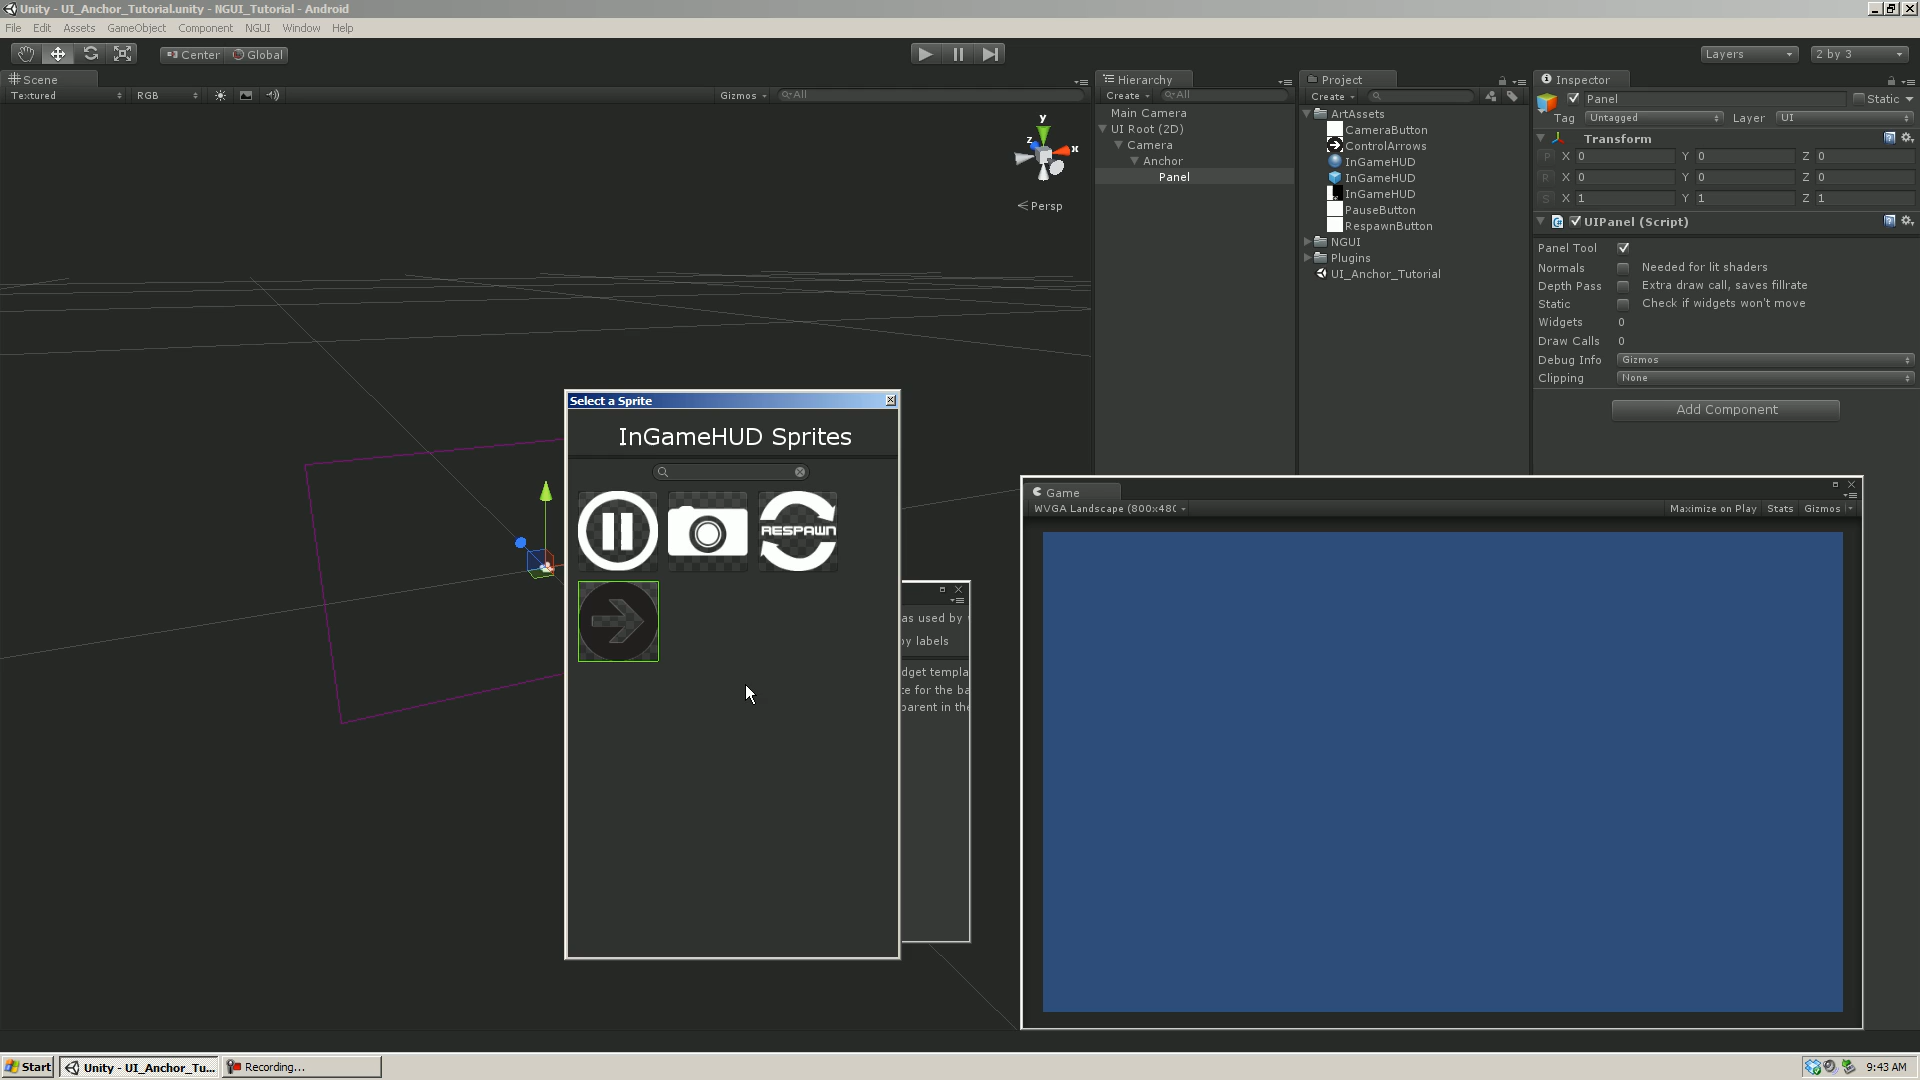 Unity - UI_Anchor_Tutorial.unity - NGUI_Tutorial - Android
File Edit Assets GameObject Component NGUI Window Help
Center Global Layers 2 by 3
Scene
Textured RGB Gizmos All
y
z x
Persp
Hierarchy
Create All
Main Camera
UI Root (2D)
Camera
Anchor
Panel
Project
Create
ArtAssets
CameraButton
ControlArrows
InGameHUD
InGameHUD
InGameHUD
PauseButton
RespawnButton
NGUI
Plugins
UI_Anchor_Tutorial
Inspector
Panel Static
Tag Untagged Layer UI
Transform
P X 0 Y 0 Z 0
R X 0 Y 0 Z 0
S X 1 Y 1 Z 1
UIPanel (Script)
Panel Tool
Normals Needed for lit shaders
Depth Pass Extra draw call, saves fillrate
Static Check if widgets won't move
Widgets 0
Draw Calls 0
Debug Info Gizmos
Clipping None
Add Component
Select a Sprite
InGameHUD Sprites
RESPAWN
as used by
by labels
dget templa
te for the ba
parent in the
Game
WVGA Landscape (800x480 Maximize on Play Stats Gizmos
Start Unity - UI_Anchor_Tu... Recording... 9:43 AM